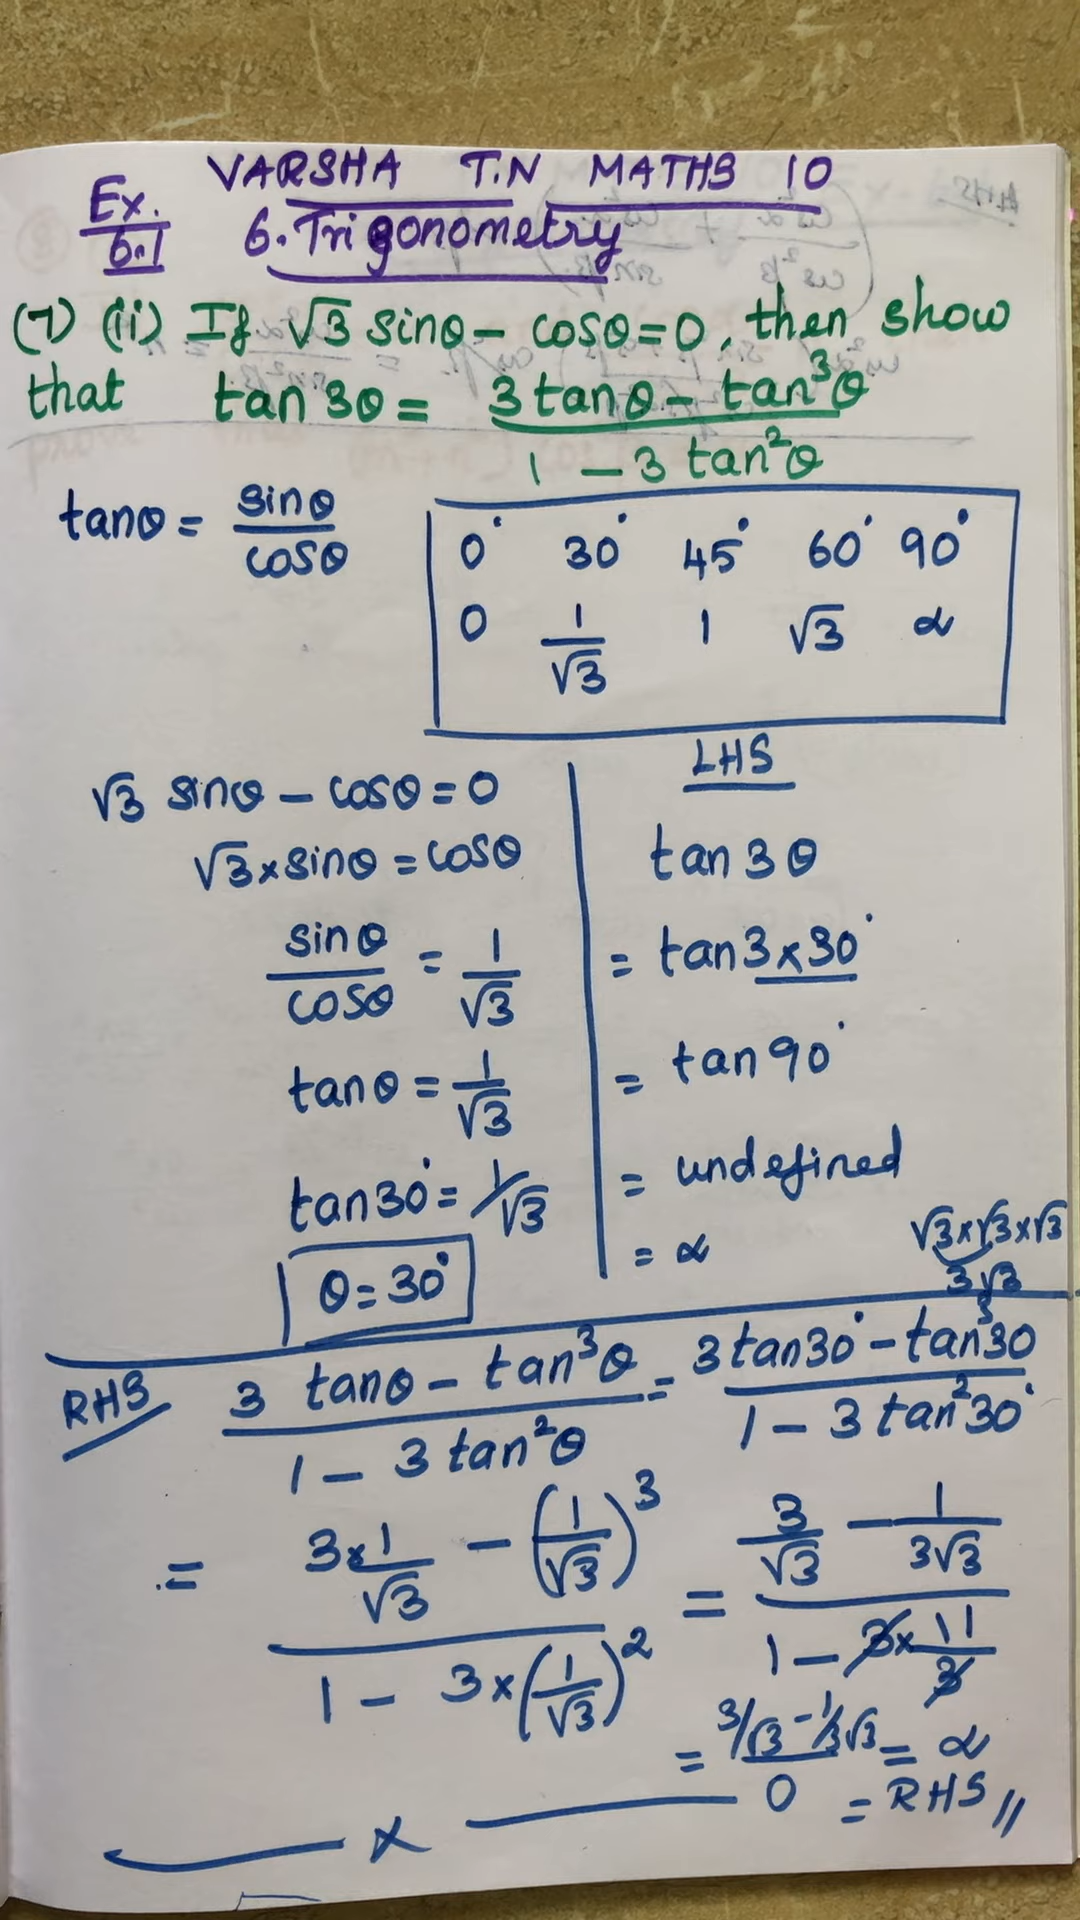 VARSHA T.N MATHS 10
Ex. 6.1 6. Trigonometry
(7) (ii) If √3 sinθ – cosθ = 0, then show
that tan 3θ = (3 tanθ – tan³θ) / (1 – 3 tan²θ)
tanθ = sinθ / cosθ
0° 30° 45° 60° 90°
0 1/√3 1 √3 α
√3 sinθ – cosθ = 0
√3 × sinθ = cosθ
sinθ / cosθ = 1/√3
tanθ = 1/√3
tan 30° = 1/√3
θ = 30°
LHS
tan 3θ
= tan 3×30°
= tan 90°
= undefined
= α
√3×√3×√3
3√3
RHS (3 tanθ – tan³θ) / (1 – 3 tan²θ) = (3 tan 30° – tan³30) / (1 – 3 tan²30°)
= (3×1/√3 – (1/√3)³) / (1 – 3×(1/√3)²) = (3/√3 – 1/3√3) / (1 – 3×11/3)
= (3/√3 – 1/3√3) / 0 = α
= RHS //
x